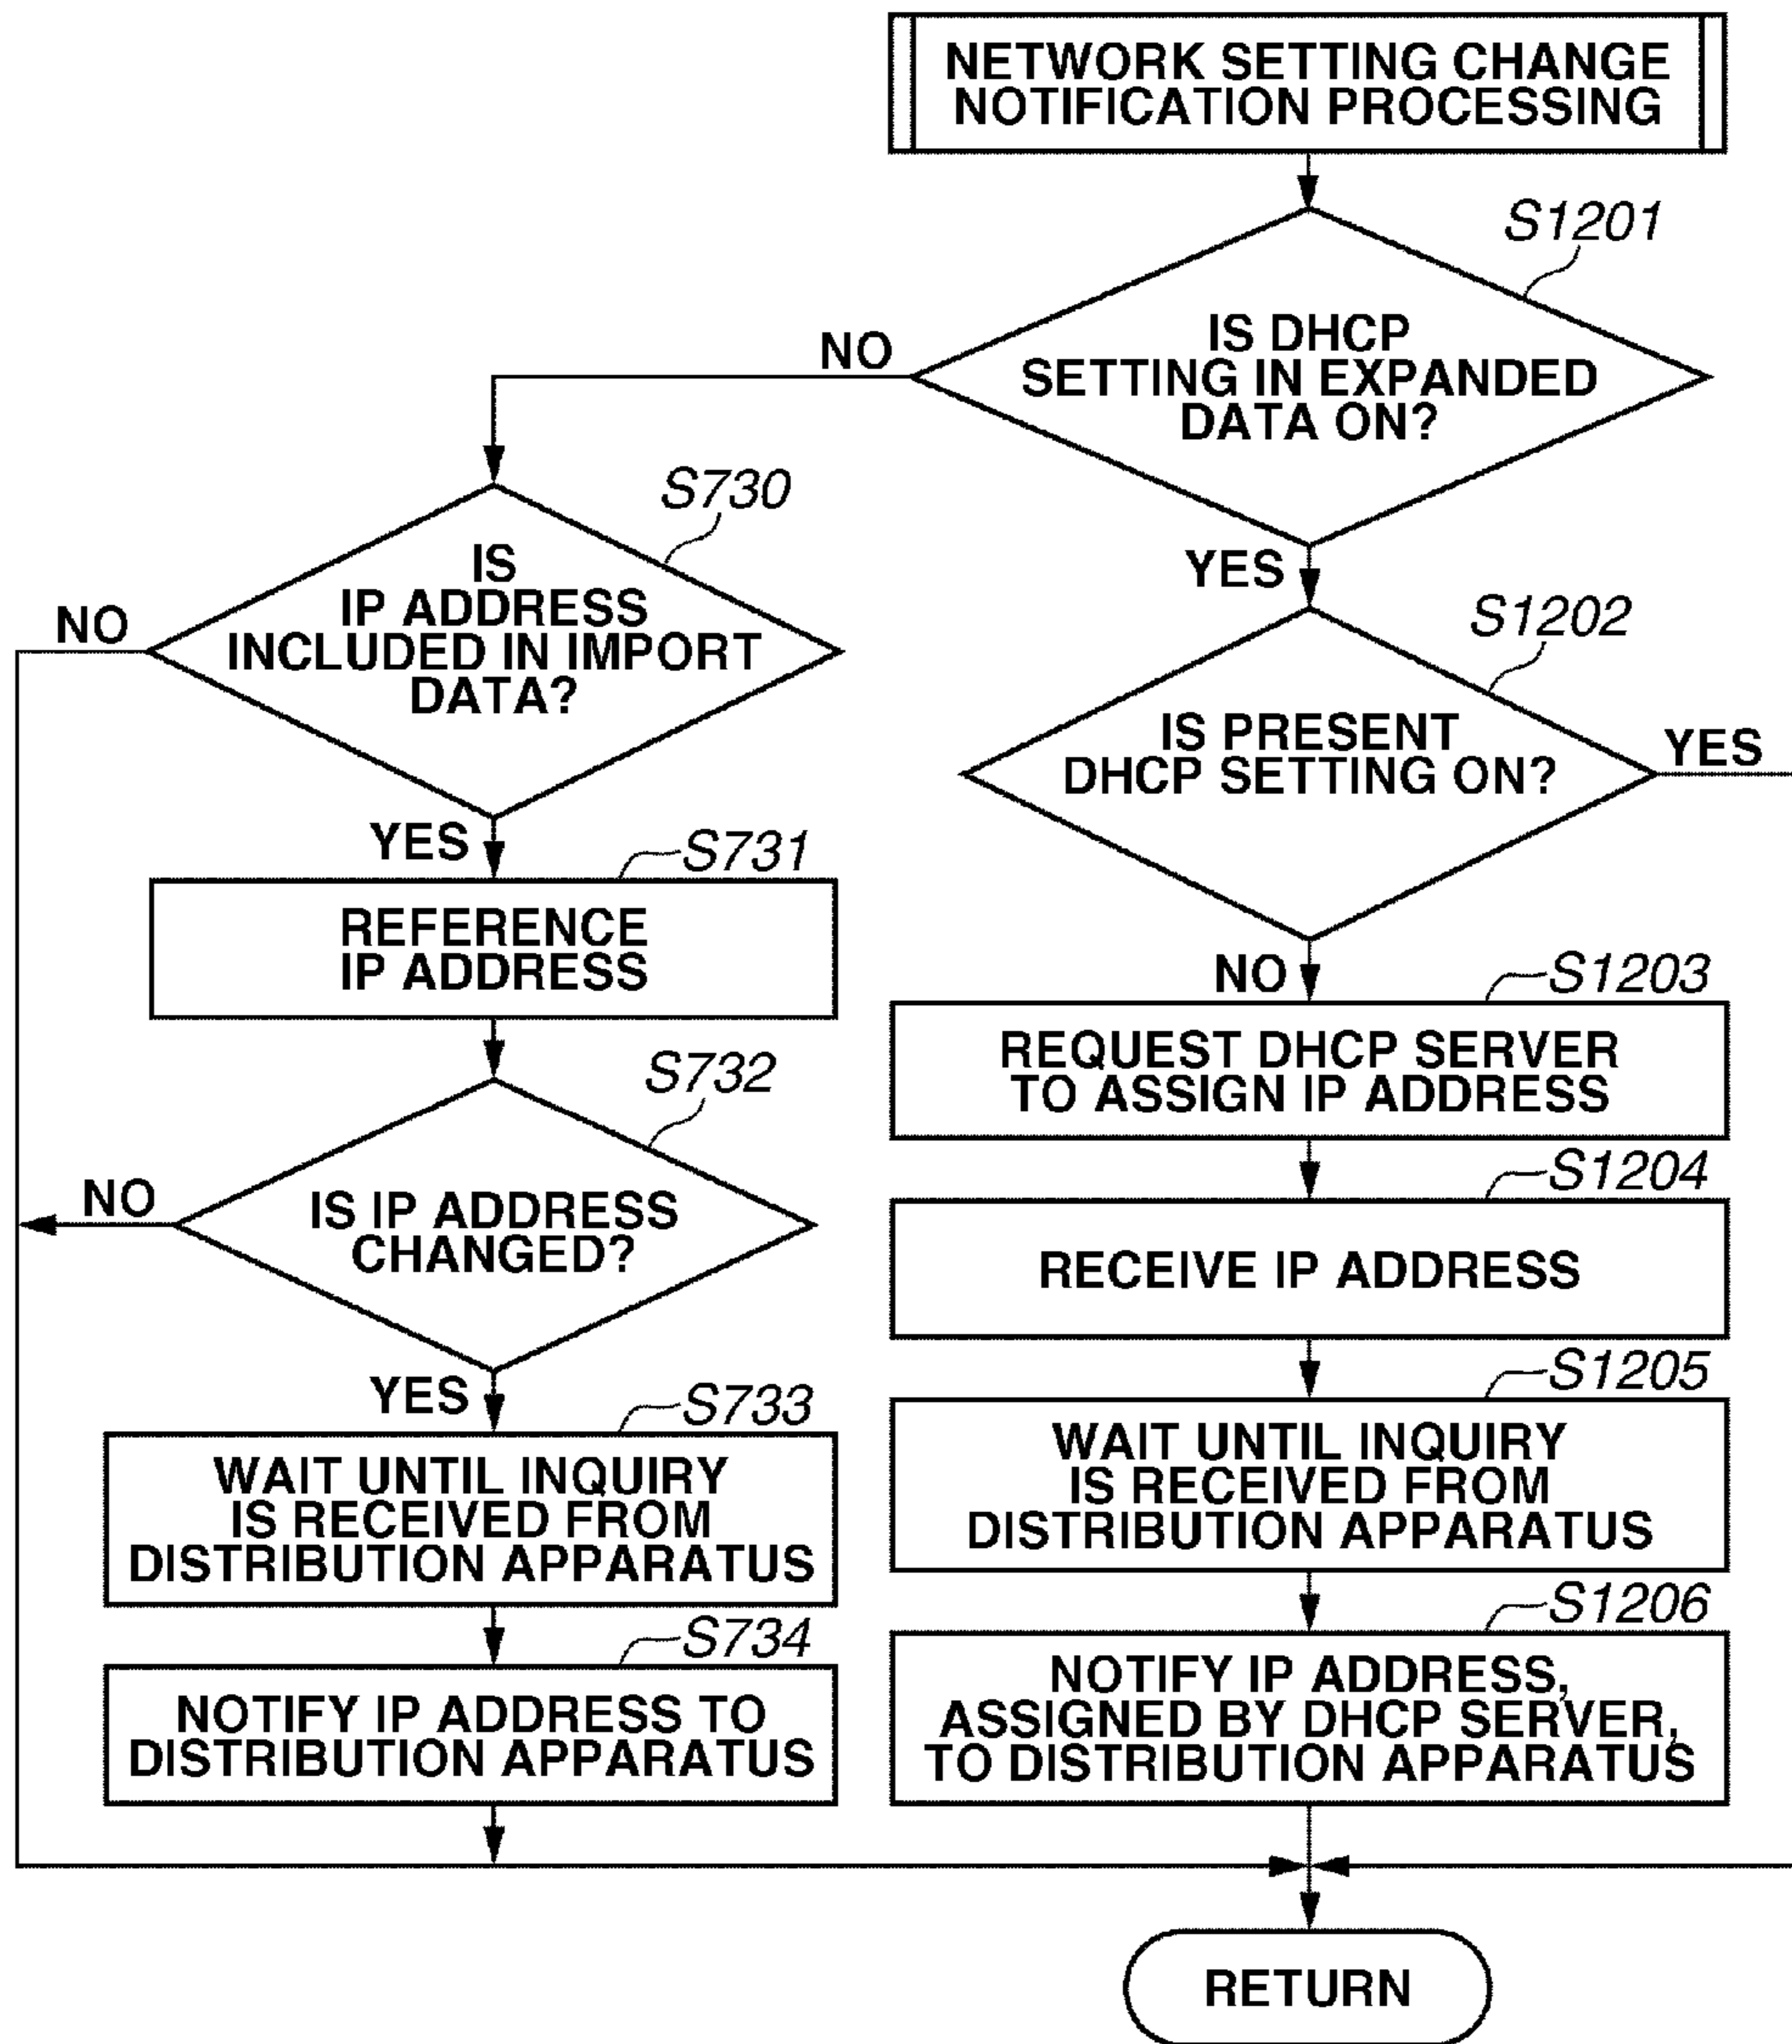 NETWORK SETTING CHANGE
NOTIFICATION PROCESSING
S1201
IS DHCP
SETTING IN EXPANDED
DATA ON?
NO
YES
S730
IS
IP ADDRESS
INCLUDED IN IMPORT
DATA?
NO
YES
S731
REFERENCE
IP ADDRESS
S732
IS IP ADDRESS
CHANGED?
NO
YES
S733
WAIT UNTIL INQUIRY
IS RECEIVED FROM
DISTRIBUTION APPARATUS
S734
NOTIFY IP ADDRESS TO
DISTRIBUTION APPARATUS
S1202
IS PRESENT
DHCP SETTING ON?
YES
NO
S1203
REQUEST DHCP SERVER
TO ASSIGN IP ADDRESS
S1204
RECEIVE IP ADDRESS
S1205
WAIT UNTIL INQUIRY
IS RECEIVED FROM
DISTRIBUTION APPARATUS
S1206
NOTIFY IP ADDRESS,
ASSIGNED BY DHCP SERVER,
TO DISTRIBUTION APPARATUS
RETURN